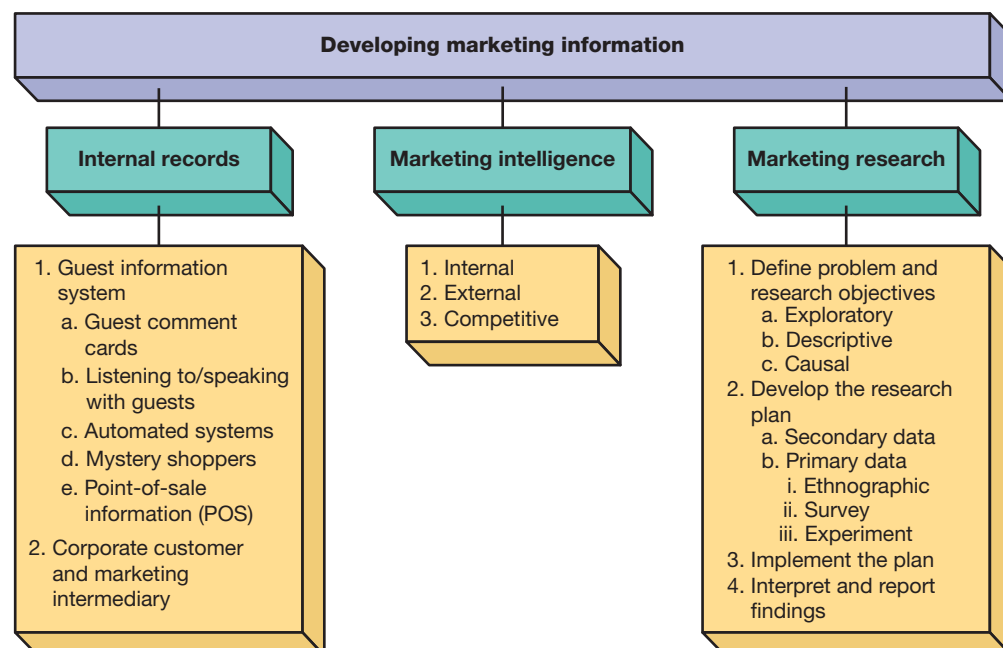 Developing marketing information
Internal records
1. Guest information
system
a. Guest comment
cards
b. Listening to/speaking
with guests
c. Automated systems
d. Mystery shoppers
e. Point-of-sale
information (POS)
2. Corporate customer
and marketing
intermediary
Marketing intelligence
1. Internal
2. External
3. Competitive
Marketing research
1. Define problem and
research objectives
a. Exploratory
b. Descriptive
c. Causal
2. Develop the research
plan
a. Secondary data
b. Primary data
i. Ethnographic
ii. Survey
iii. Experiment
3. Implement the plan
4. Interpret and report
findings